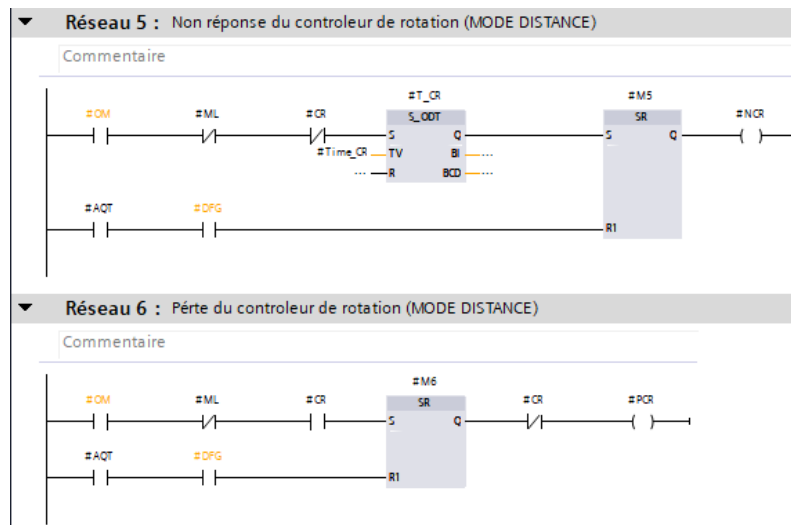 Réseau 5 : Non réponse du controleur de rotation (MODE DISTANCE)
Commentaire
#T_CR #M5
#OM #ML #CR S_ODT SR #NCR
S Q S Q
#Time_CR TV BI ...
... R BCD ...
#AQT #DFG
R1
Réseau 6 : Pérte du controleur de rotation (MODE DISTANCE)
Commentaire
#M6
#OM #ML #CR SR #CR #PCR
S Q
#AQT #DFG
R1